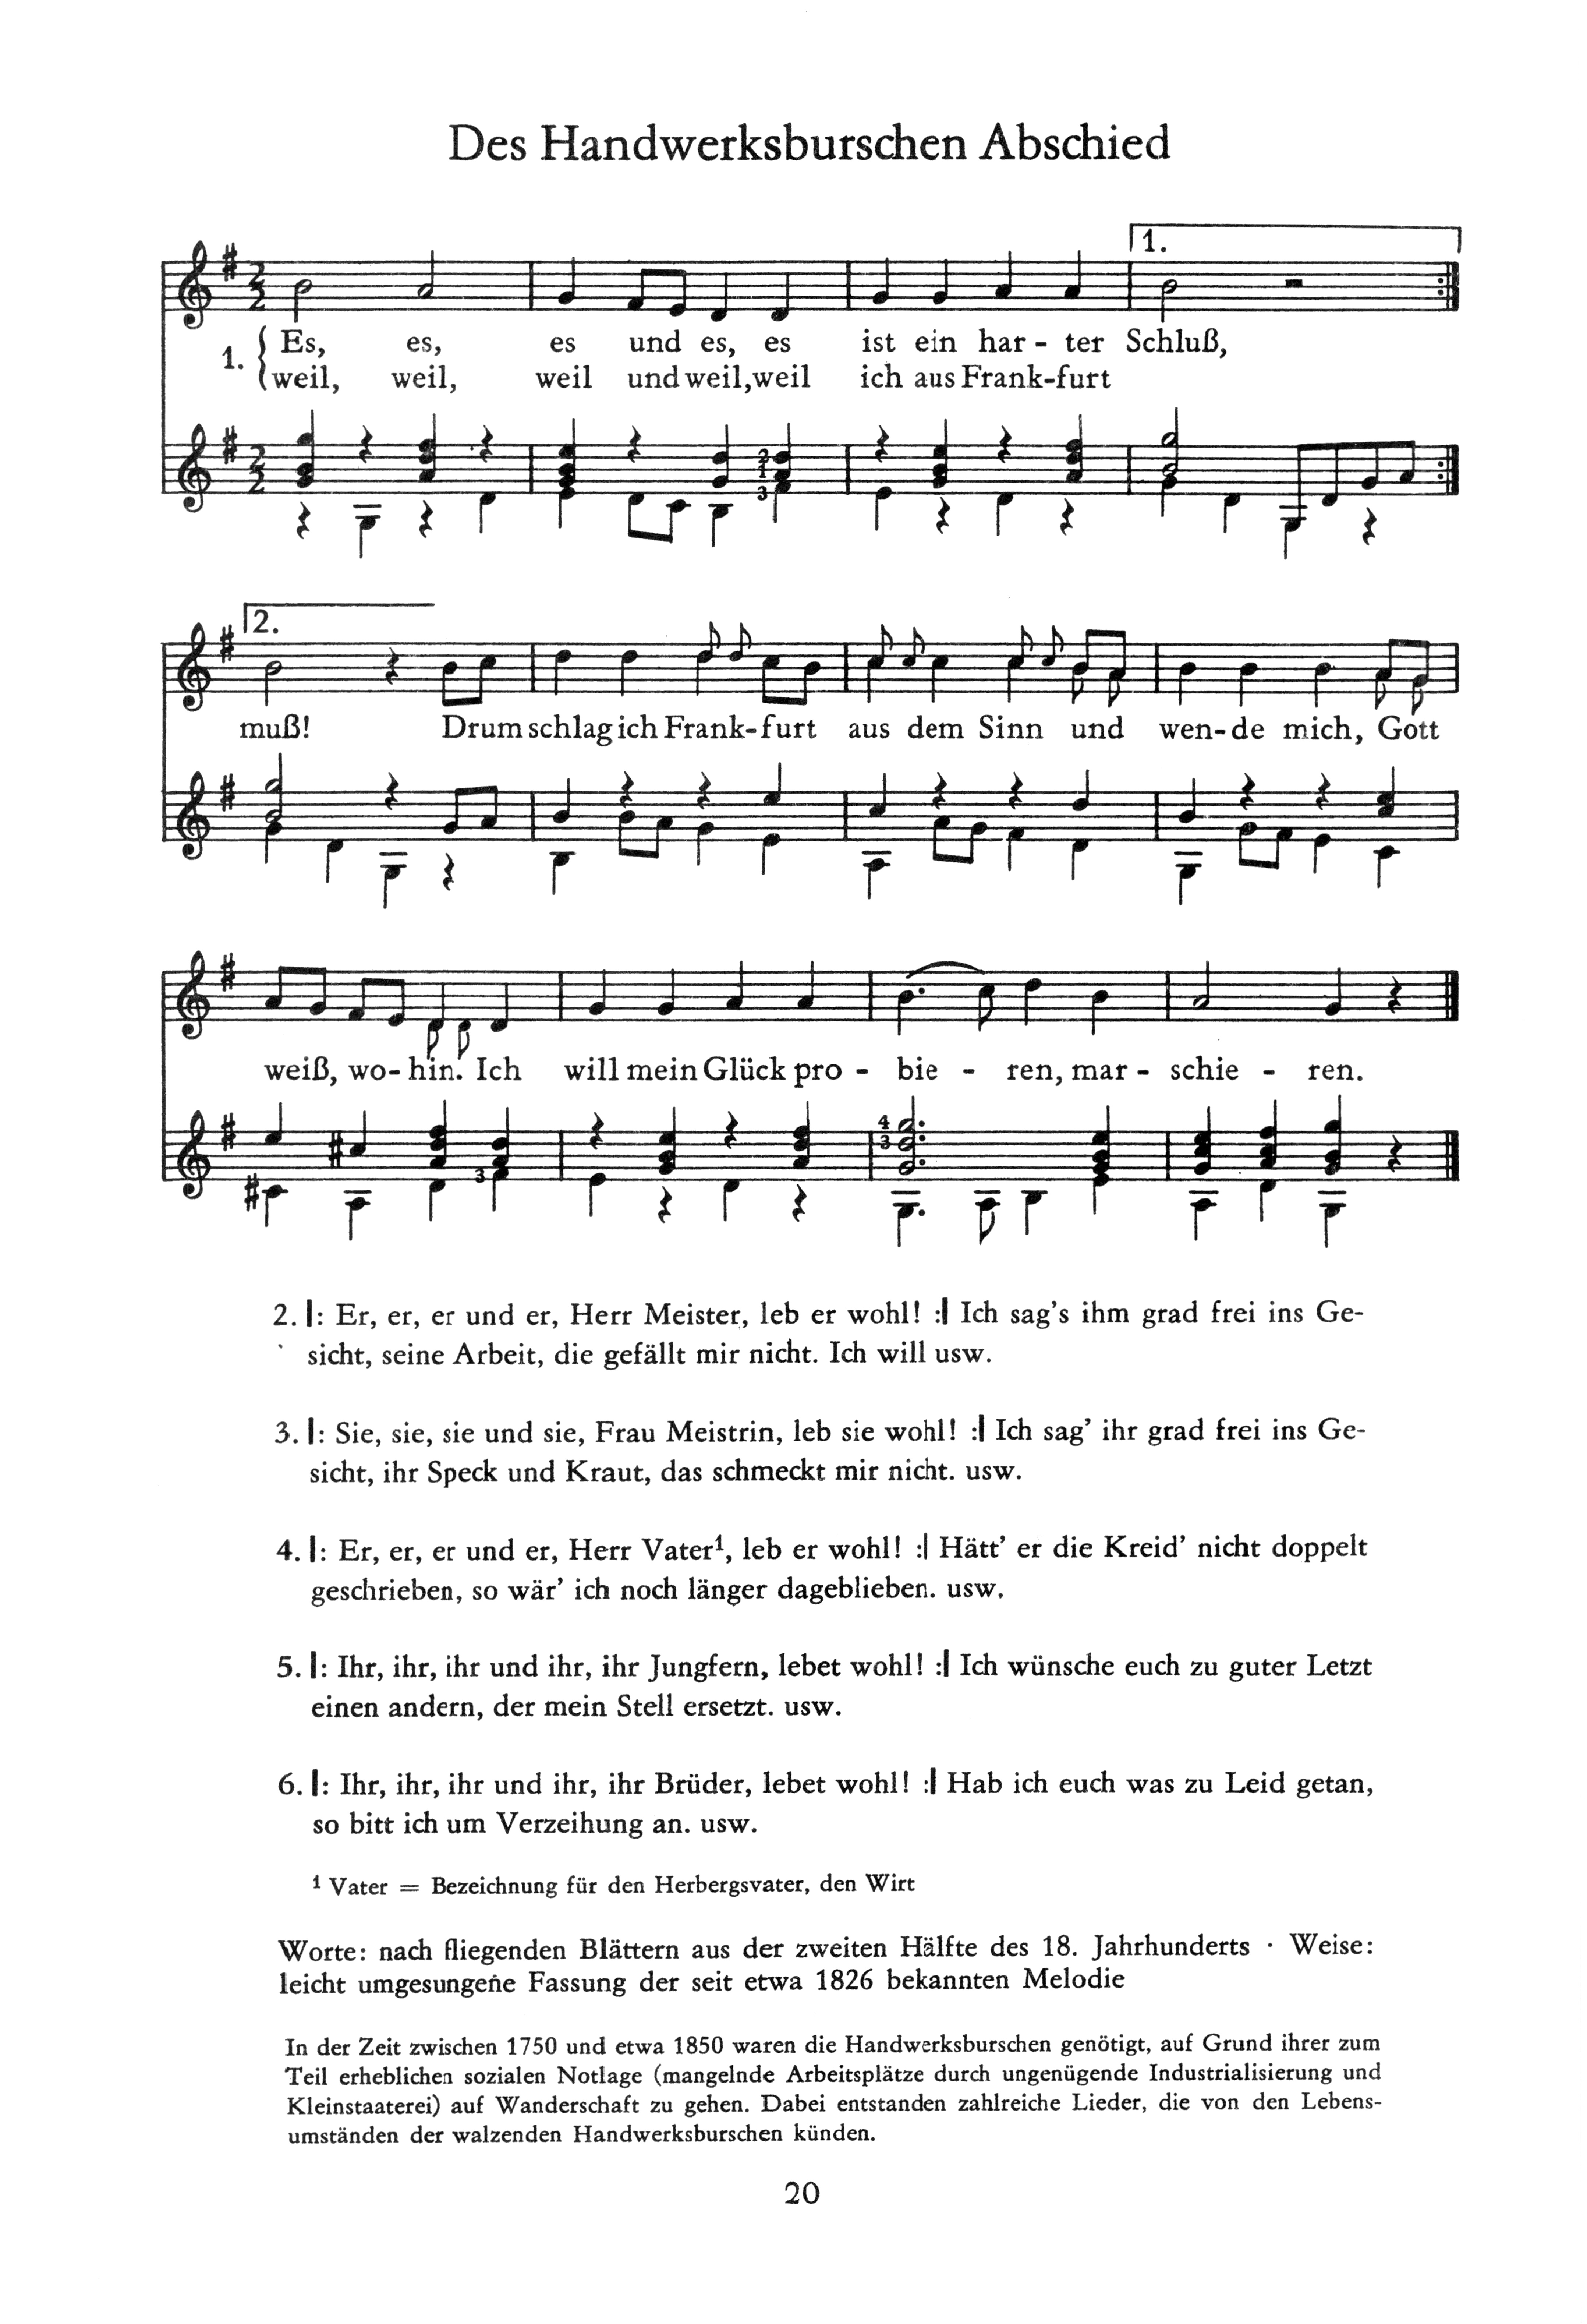 Des Handwerksburschen Abschied
1.
1. Es, es, es und es, es ist ein har - ter Schluß,
weil, weil, weil und weil, weil ich aus Frank-furt
2
1
3
2.
muß! Drum schlag ich Frank-furt aus dem Sinn und wen-de mich, Gott
weiß, wo-hin. Ich will mein Glück pro - bie - ren, mar - schie - ren.
4
3
3
2. |: Er, er, er und er, Herr Meister, leb er wohl! :| Ich sag's ihm grad frei ins Ge-
sicht, seine Arbeit, die gefällt mir nicht. Ich will usw.
3. |: Sie, sie, sie und sie, Frau Meistrin, leb sie wohl! :| Ich sag' ihr grad frei ins Ge-
sicht, ihr Speck und Kraut, das schmeckt mir nicht. usw.
4. |: Er, er, er und er, Herr Vater¹, leb er wohl! :| Hätt' er die Kreid' nicht doppelt
geschrieben, so wär' ich noch länger dageblieben. usw.
5. |: Ihr, ihr, ihr und ihr, ihr Jungfern, lebet wohl! :| Ich wünsche euch zu guter Letzt
einen andern, der mein Stell ersetzt. usw.
6. |: Ihr, ihr, ihr und ihr, ihr Brüder, lebet wohl! :| Hab ich euch was zu Leid getan,
so bitt ich um Verzeihung an. usw.
¹ Vater = Bezeichnung für den Herbergsvater, den Wirt
Worte: nach fliegenden Blättern aus der zweiten Hälfte des 18. Jahrhunderts · Weise:
leicht umgesungene Fassung der seit etwa 1826 bekannten Melodie
In der Zeit zwischen 1750 und etwa 1850 waren die Handwerksburschen genötigt, auf Grund ihrer zum
Teil erheblichen sozialen Notlage (mangelnde Arbeitsplätze durch ungenügende Industrialisierung und
Kleinstaaterei) auf Wanderschaft zu gehen. Dabei entstanden zahlreiche Lieder, die von den Lebens-
umständen der walzenden Handwerksburschen künden.
20